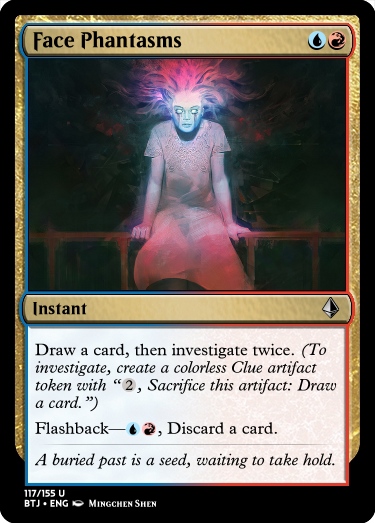 Face Phantasms
Instant
Draw a card, then investigate twice. (To
investigate, create a colorless Clue artifact
token with “2, Sacrifice this artifact: Draw
a card.”)
Flashback—, Discard a card.
A buried past is a seed, waiting to take hold.
117/155 U
BTJ • ENG MINGCHEN SHEN